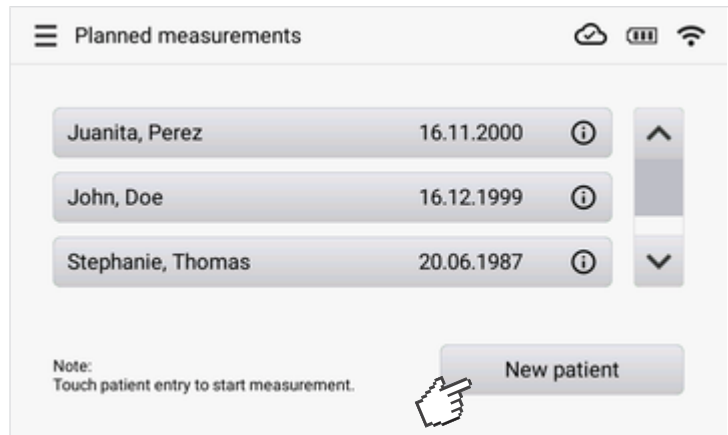 Planned measurements
Juanita, Perez 16.11.2000
John, Doe 16.12.1999
Stephanie, Thomas 20.06.1987
Note:
Touch patient entry to start measurement.
New patient